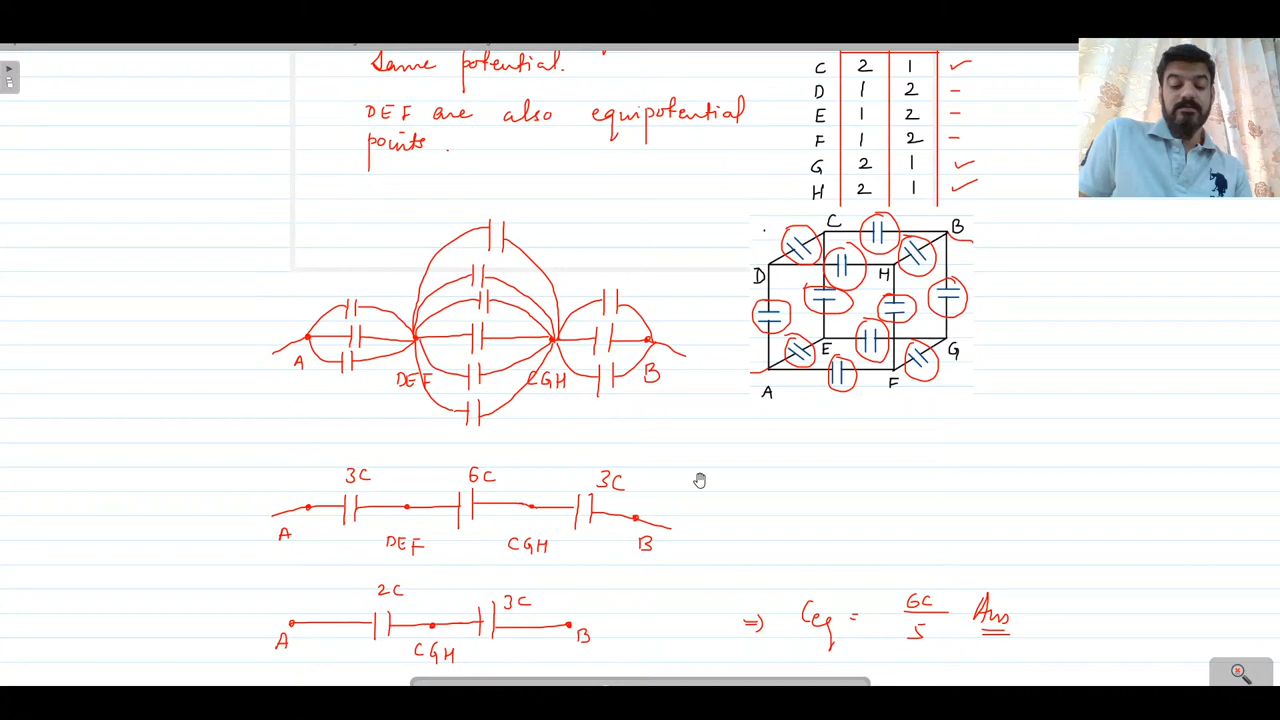 Same potential.
DEF are also equipotential
points.
C 2 1 ✓
D 1 2 -
E 1 2 -
F 1 2 -
G 2 1 ✓
H 2 1 ✓
C B
D H
E G
A F
A DEF CGH B
3C 6C 3C
A DEF CGH B
2C 3C
A CGH B
⇒ Ceq = 6C/5 Ans